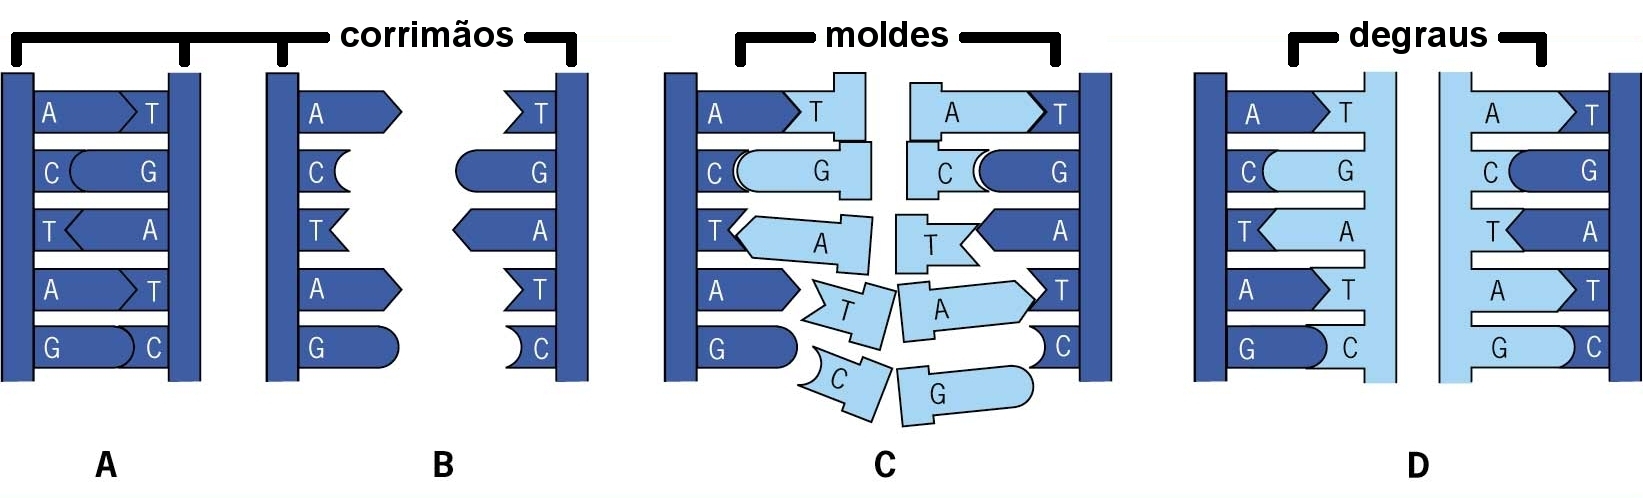 corrimãos moldes degraus
A T A T A T A T A T A T
C G C G C G C G C G C G
T A T A T A T A T A T A
A T A T A T A T A T A T
G C G C G C G C G C G C
A B C D